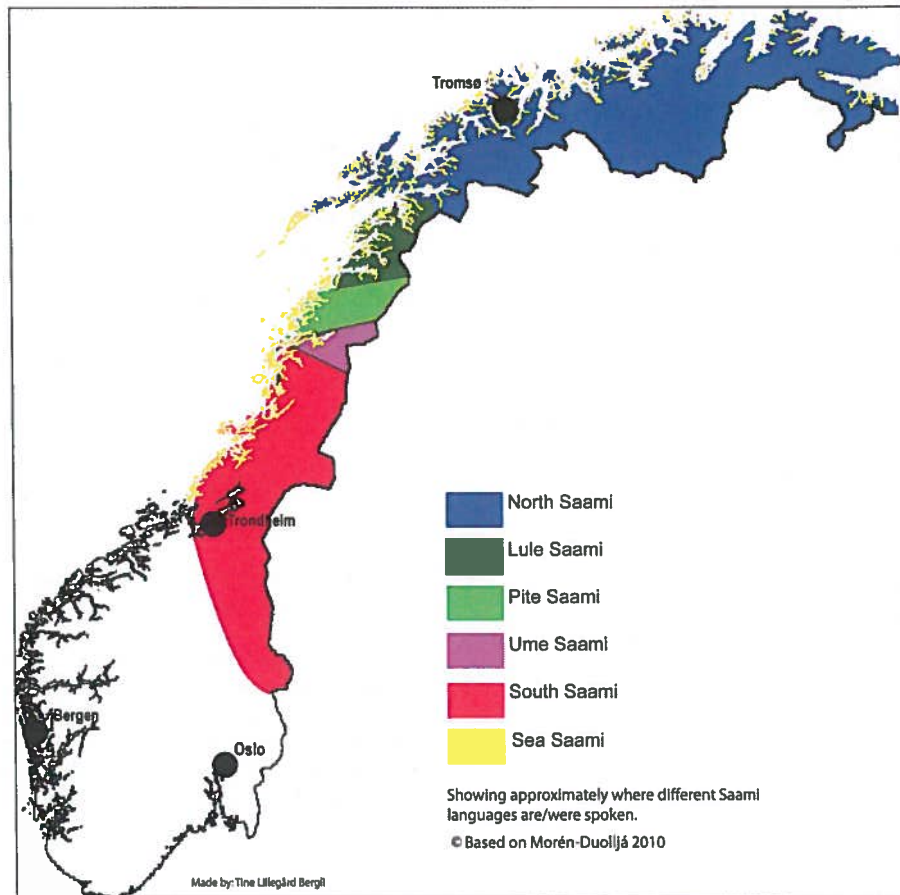 Tromsø
Trondheim
Bergen
Oslo
North Saami
Lule Saami
Pite Saami
Ume Saami
South Saami
Sea Saami
Showing approximately where different Saami
languages are/were spoken.
© Based on Morén-Duolljá 2010
Made by: Tine Lillegård Bergli